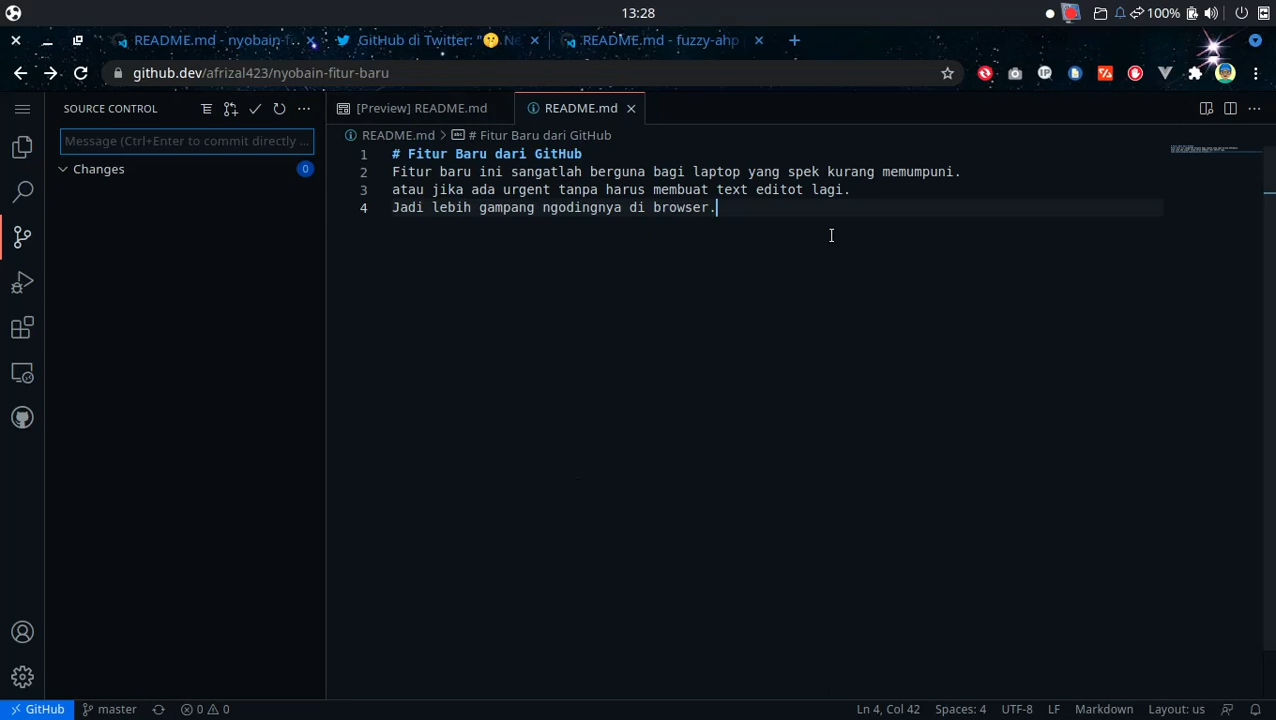 13:28
100%
README.md - nyobain-f
GitHub di Twitter: "🤫 Ne
README.md - fuzzy-ahp
github.dev/afrizal423/nyobain-fitur-baru
SOURCE CONTROL
[Preview] README.md
README.md
Message (Ctrl+Enter to commit directly ...
README.md > # Fitur Baru dari GitHub
Changes
0
1 # Fitur Baru dari GitHub
2 Fitur baru ini sangatlah berguna bagi laptop yang spek kurang memumpuni.
3 atau jika ada urgent tanpa harus membuat text editot lagi.
4 Jadi lebih gampang ngodingnya di browser.
GitHub
master
0
0
Ln 4, Col 42
Spaces: 4
UTF-8
LF
Markdown
Layout: us